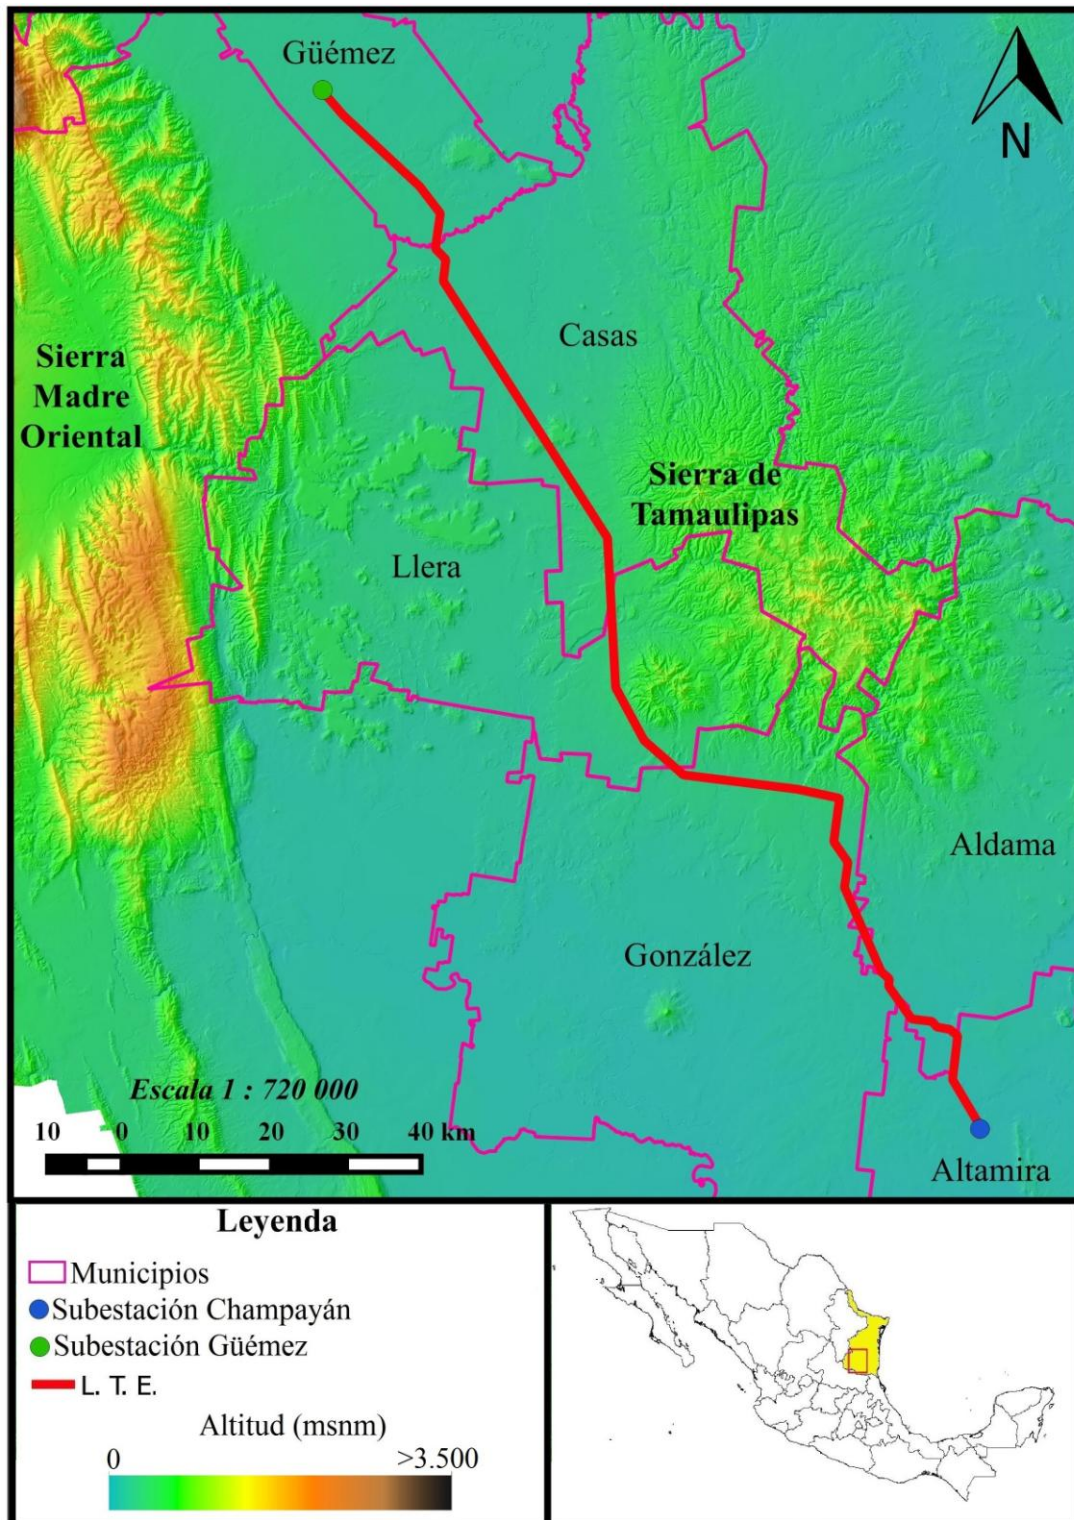 Güémez
N
Casas
Sierra
Madre
Oriental
Sierra de
Tamaulipas
Llera
Aldama
González
Escala 1 : 720 000
10 0 10 20 30 40 km
Altamira
Leyenda
Municipios
Subestación Champayán
Subestación Güémez
L. T. E.
Altitud (msnm)
0 >3.500